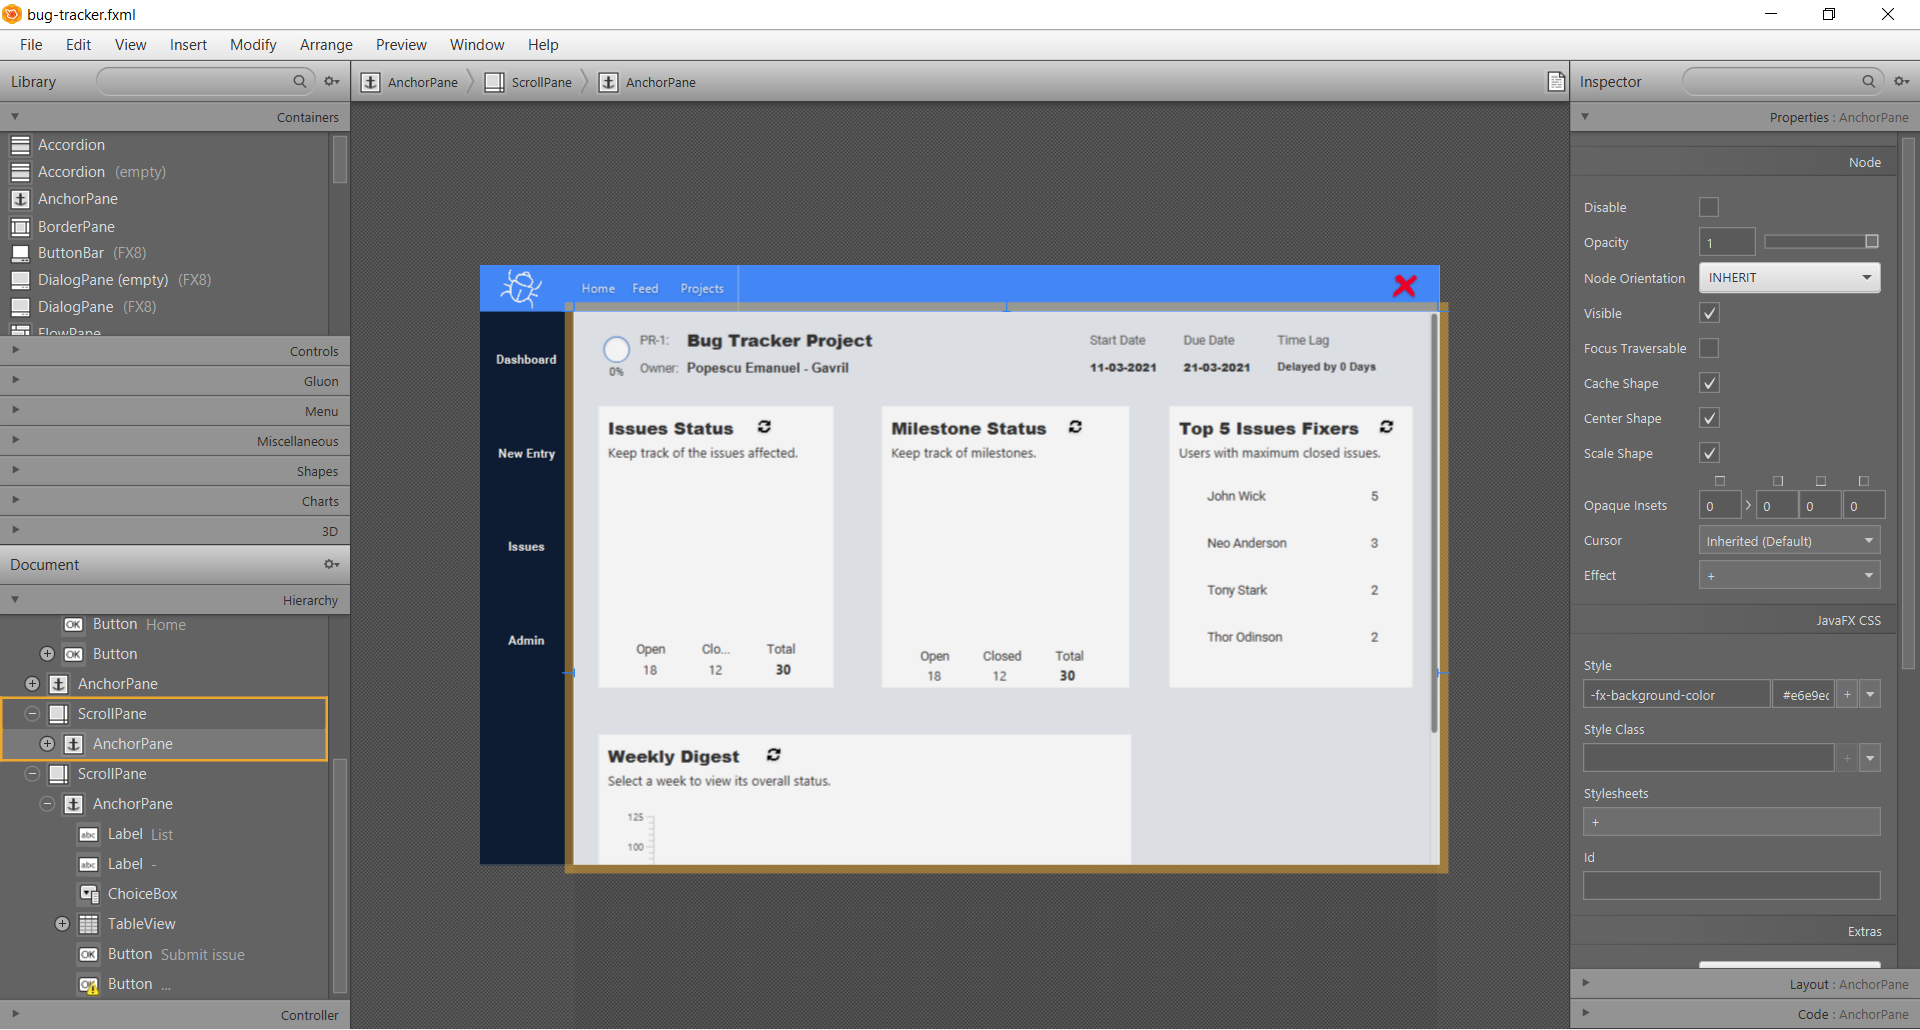 bug-tracker.fxml
File Edit View Insert Modify Arrange Preview Window Help
Library
Containers
Accordion
Accordion (empty)
AnchorPane
BorderPane
ButtonBar (FX8)
DialogPane (empty) (FX8)
DialogPane (FX8)
FlowPane
Controls
Gluon
Menu
Miscellaneous
Shapes
Charts
3D
Document
Hierarchy
OK Button Home
OK Button
AnchorPane
ScrollPane
AnchorPane
ScrollPane
AnchorPane
abc Label List
abc Label -
ChoiceBox
TableView
OK Button Submit issue
OK Button ...
Controller
AnchorPane ScrollPane AnchorPane
Home Feed Projects
Dashboard
New Entry
Issues
Admin
0%
PR-1: Bug Tracker Project
Owner: Popescu Emanuel - Gavril
Start Date Due Date Time Lag
11-03-2021 21-03-2021 Delayed by 0 Days
Issues Status
Keep track of the issues affected.
Open Clo... Total
18 12 30
Milestone Status
Keep track of milestones.
Open Closed Total
18 12 30
Top 5 Issues Fixers
Users with maximum closed issues.
John Wick 5
Neo Anderson 3
Tony Stark 2
Thor Odinson 2
Weekly Digest
Select a week to view its overall status.
125
100
Inspector
Properties : AnchorPane
Node
Disable
Opacity 1
Node Orientation INHERIT
Visible
Focus Traversable
Cache Shape
Center Shape
Scale Shape
Opaque Insets 0 > 0 0 0
Cursor Inherited (Default)
Effect +
JavaFX CSS
Style
-fx-background-color #e6e9ec +
Style Class
+
Stylesheets
+
Id
Extras
Layout : AnchorPane
Code : AnchorPane